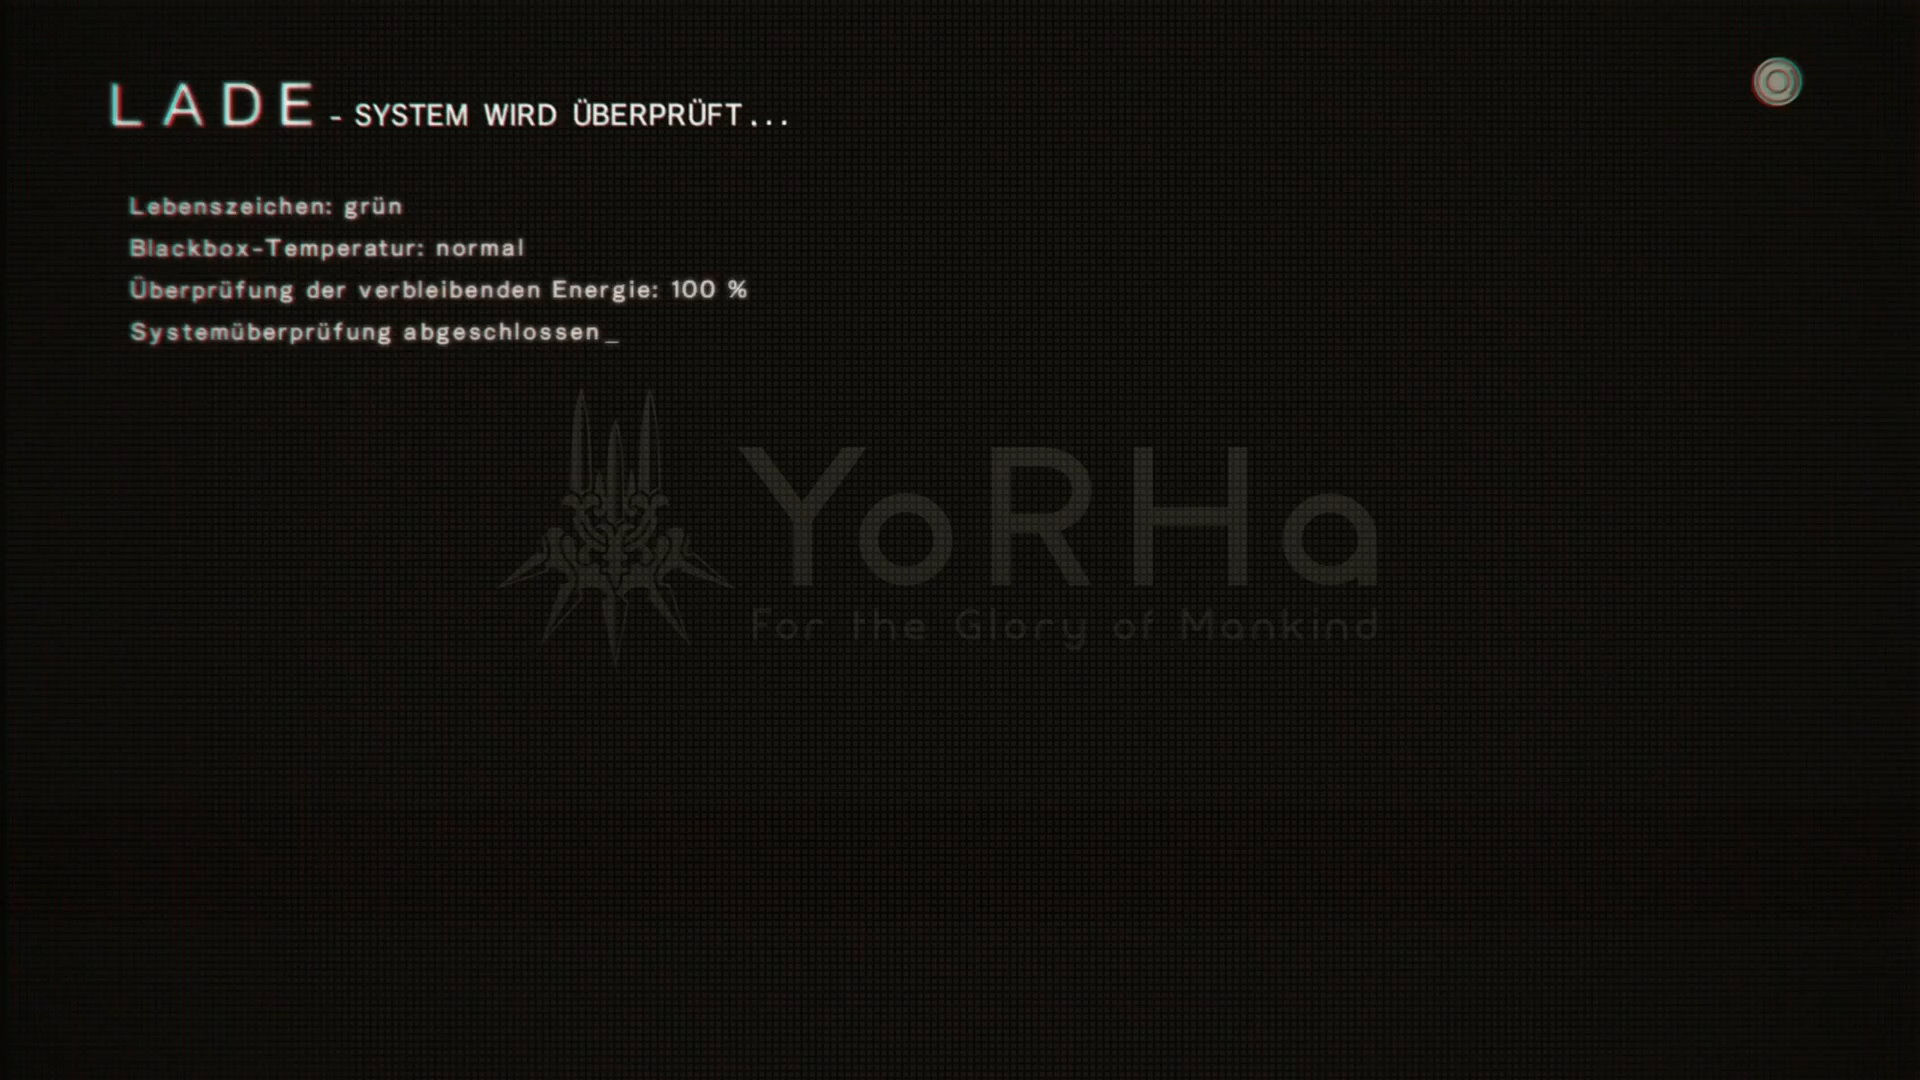 LADE - SYSTEM WIRD ÜBERPRÜFT...
Lebenszeichen: grün
Blackbox-Temperatur: normal
Überprüfung der verbleibenden Energie: 100 %
Systemüberprüfung abgeschlossen_
YoRHa
For the Glory of Mankind